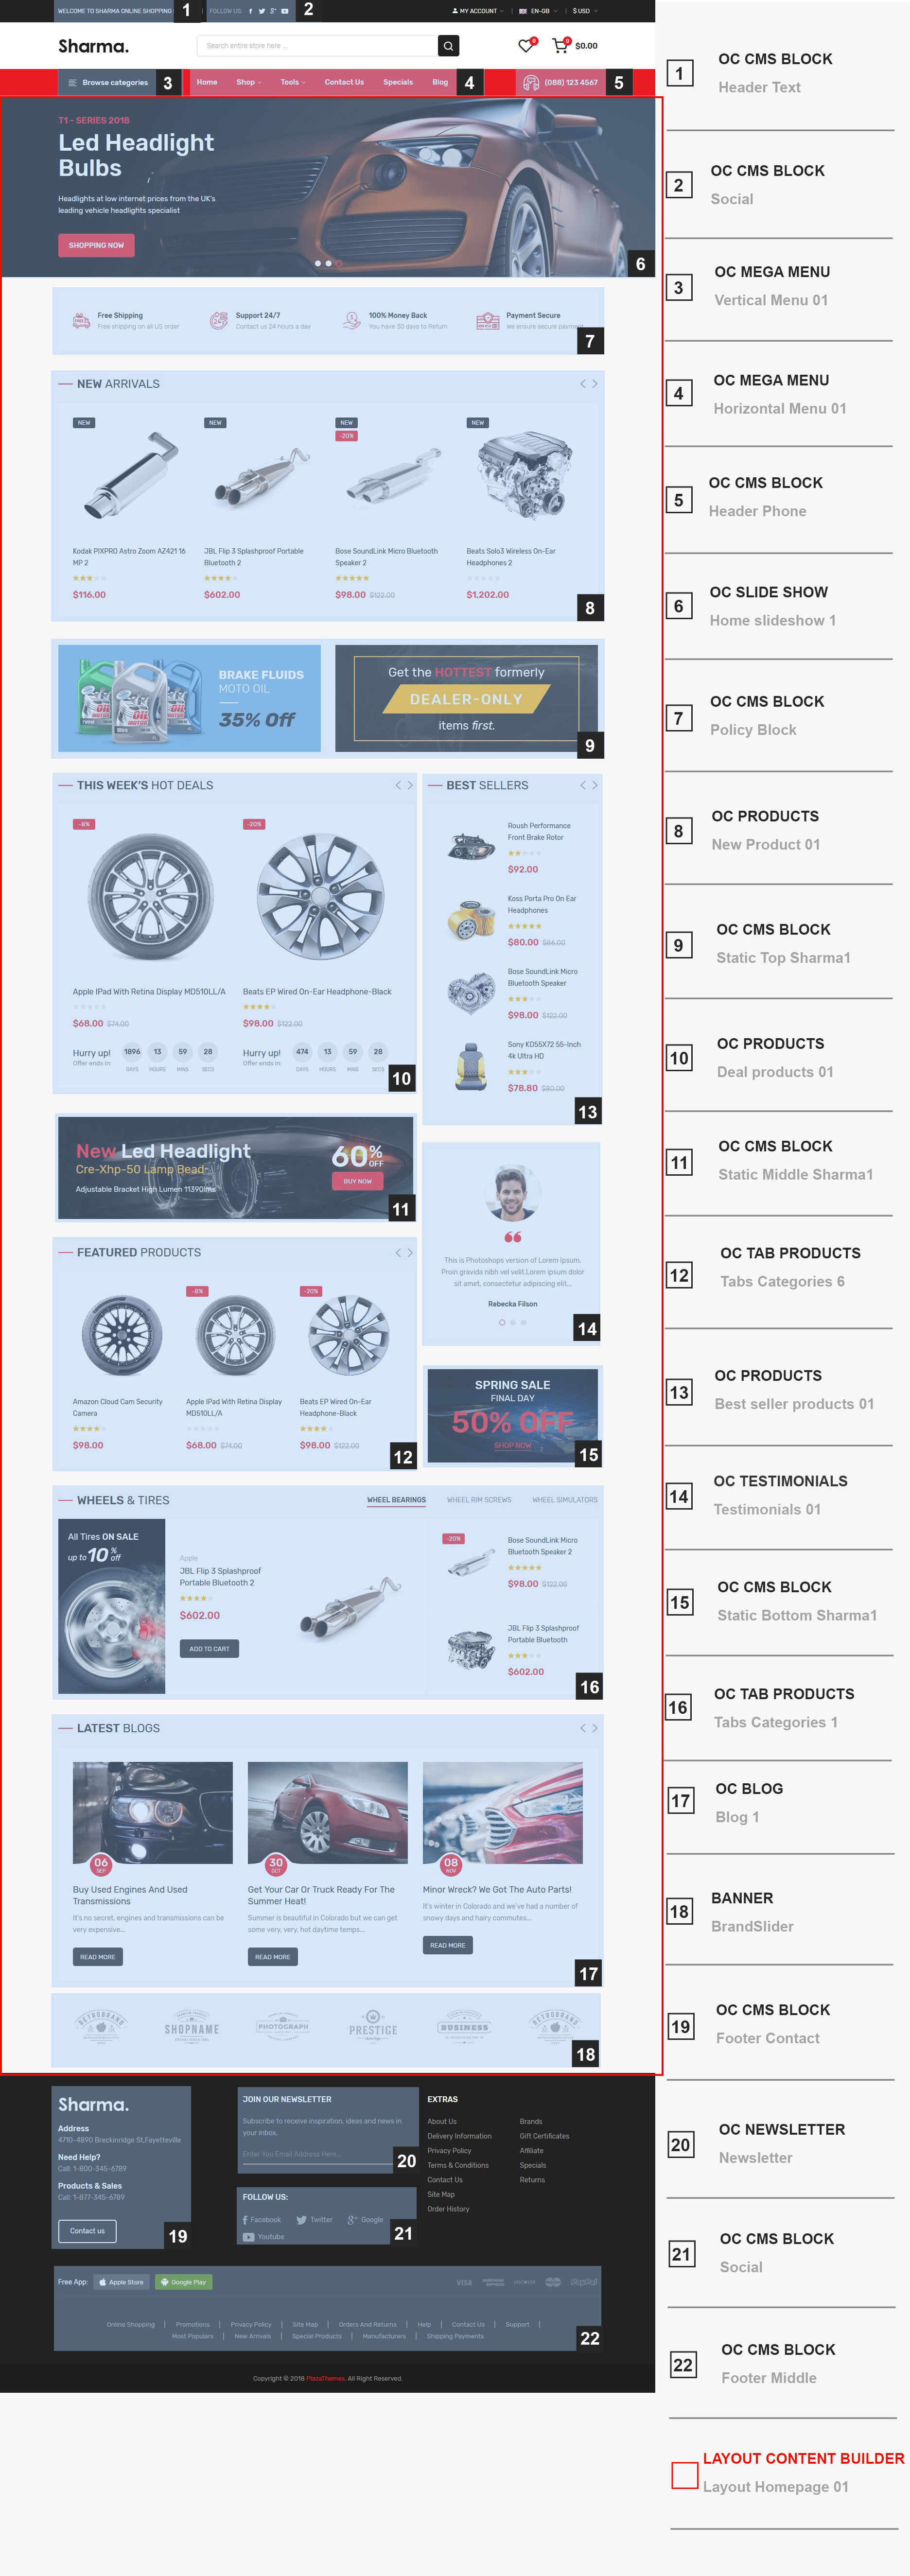 WELCOME TO SHARMA ONLINE SHOPPING
1
FOLLOW US:
2
MY ACCOUNT
EN-GB
$ USD
Sharma.
Search entire store here ...
0
0
$0.00
Browse categories
3
Home
Shop
Tools
Contact Us
Specials
Blog
4
(088) 123 4567
5
T1 - SERIES 2018
Led Headlight
Bulbs
Headlights at low internet prices from the UK's
leading vehicle headlights specialist
SHOPPING NOW
6
Free Shipping
Free shipping on all US order
Support 24/7
Contact us 24 hours a day
100% Money Back
You have 30 days to Return
Payment Secure
We ensure secure payment
7
NEW ARRIVALS
NEW
NEW
NEW
-20%
NEW
Kodak PIXPRO Astro Zoom AZ421 16
MP 2
$116.00
JBL Flip 3 Splashproof Portable
Bluetooth 2
$602.00
Bose SoundLink Micro Bluetooth
Speaker 2
$98.00 $122.00
Beats Solo3 Wireless On-Ear
Headphones 2
$1,202.00
8
BRAKE FLUIDS
MOTO OIL
35% Off
Get the HOTTEST formerly
DEALER-ONLY
items first.
9
THIS WEEK'S HOT DEALS
-8%
-20%
Apple IPad With Retina Display MD510LL/A
$68.00 $74.00
Hurry up!
Offer ends in:
1896 13 59 28
DAYS HOURS MINS SECS
Beats EP Wired On-Ear Headphone-Black
$98.00 $122.00
Hurry up!
Offer ends in:
474 13 59 28
DAYS HOURS MINS SECS
10
BEST SELLERS
Roush Performance
Front Brake Rotor
$92.00
Koss Porta Pro On Ear
Headphones
$80.00 $86.00
Bose SoundLink Micro
Bluetooth Speaker
$98.00 $122.00
Sony KD55X72 55-Inch
4k Ultra HD
$78.80 $80.00
13
New Led Headlight
Cre-Xhp-50 Lamp Bead
Adjustable Bracket High Lumen 11390lms
60% OFF
BUY NOW
11
This is Photoshops version of Lorem Ipsum.
Proin gravida nibh vel velit.Lorem ipsum dolor
sit amet, consectetur adipiscing elit...
Rebecka Filson
14
FEATURED PRODUCTS
-8%
-20%
Amazon Cloud Cam Security
Camera
$98.00
Apple IPad With Retina Display
MD510LL/A
$68.00 $74.00
Beats EP Wired On-Ear
Headphone-Black
$98.00 $122.00
12
SPRING SALE
FINAL DAY
50% OFF
SHOP NOW
15
WHEELS & TIRES
WHEEL BEARINGS
WHEEL RIM SCREWS
WHEEL SIMULATORS
All Tires ON SALE
up to 10% off
Apple
JBL Flip 3 Splashproof
Portable Bluetooth 2
$602.00
ADD TO CART
-20%
Bose SoundLink Micro
Bluetooth Speaker 2
$98.00 $122.00
JBL Flip 3 Splashproof
Portable Bluetooth
$602.00
16
LATEST BLOGS
06
SEP
Buy Used Engines And Used
Transmissions
It's no secret, engines and transmissions can be
very expensive...
READ MORE
30
OCT
Get Your Car Or Truck Ready For The
Summer Heat!
Summer is beautiful in Colorado but we can get
some very, very, hot daytime temps...
READ MORE
08
NOV
Minor Wreck? We Got The Auto Parts!
It's winter in Colorado and we've had a number of
snowy days and hairy commutes...
READ MORE
17
RETROBRAND
SHOPNAME
PHOTOGRAPH
PRESTIGE
BUSINESS
RETROBRAND
18
Sharma.
Address
4710-4890 Breckinridge St,Fayetteville
Need Help?
Call: 1-800-345-6789
Products & Sales
Call: 1-877-345-6789
Contact us
19
JOIN OUR NEWSLETTER
Subscribe to receive inspiration, ideas and news in
your inbox.
Enter You Email Address Here...
20
FOLLOW US:
Facebook
Twitter
Google
Youtube
21
EXTRAS
About Us
Delivery Information
Privacy Policy
Terms & Conditions
Contact Us
Site Map
Order History
Brands
Gift Certificates
Affiliate
Specials
Returns
Free App:
Apple Store
Google Play
VISA
DISCOVER
PayPal
Online Shopping | Promotions | Privacy Policy | Site Map | Orders And Returns | Help | Contact Us | Support |
Most Populars | New Arrivals | Special Products | Manufacturers | Shipping Payments
22
Copyright © 2018 PlazaThemes. All Right Reserved.
1
OC CMS BLOCK
Header Text
2
OC CMS BLOCK
Social
3
OC MEGA MENU
Vertical Menu 01
4
OC MEGA MENU
Horizontal Menu 01
5
OC CMS BLOCK
Header Phone
6
OC SLIDE SHOW
Home slideshow 1
7
OC CMS BLOCK
Policy Block
8
OC PRODUCTS
New Product 01
9
OC CMS BLOCK
Static Top Sharma1
10
OC PRODUCTS
Deal products 01
11
OC CMS BLOCK
Static Middle Sharma1
12
OC TAB PRODUCTS
Tabs Categories 6
13
OC PRODUCTS
Best seller products 01
14
OC TESTIMONIALS
Testimonials 01
15
OC CMS BLOCK
Static Bottom Sharma1
16
OC TAB PRODUCTS
Tabs Categories 1
17
OC BLOG
Blog 1
18
BANNER
BrandSlider
19
OC CMS BLOCK
Footer Contact
20
OC NEWSLETTER
Newsletter
21
OC CMS BLOCK
Social
22
OC CMS BLOCK
Footer Middle
LAYOUT CONTENT BUILDER
Layout Homepage 01